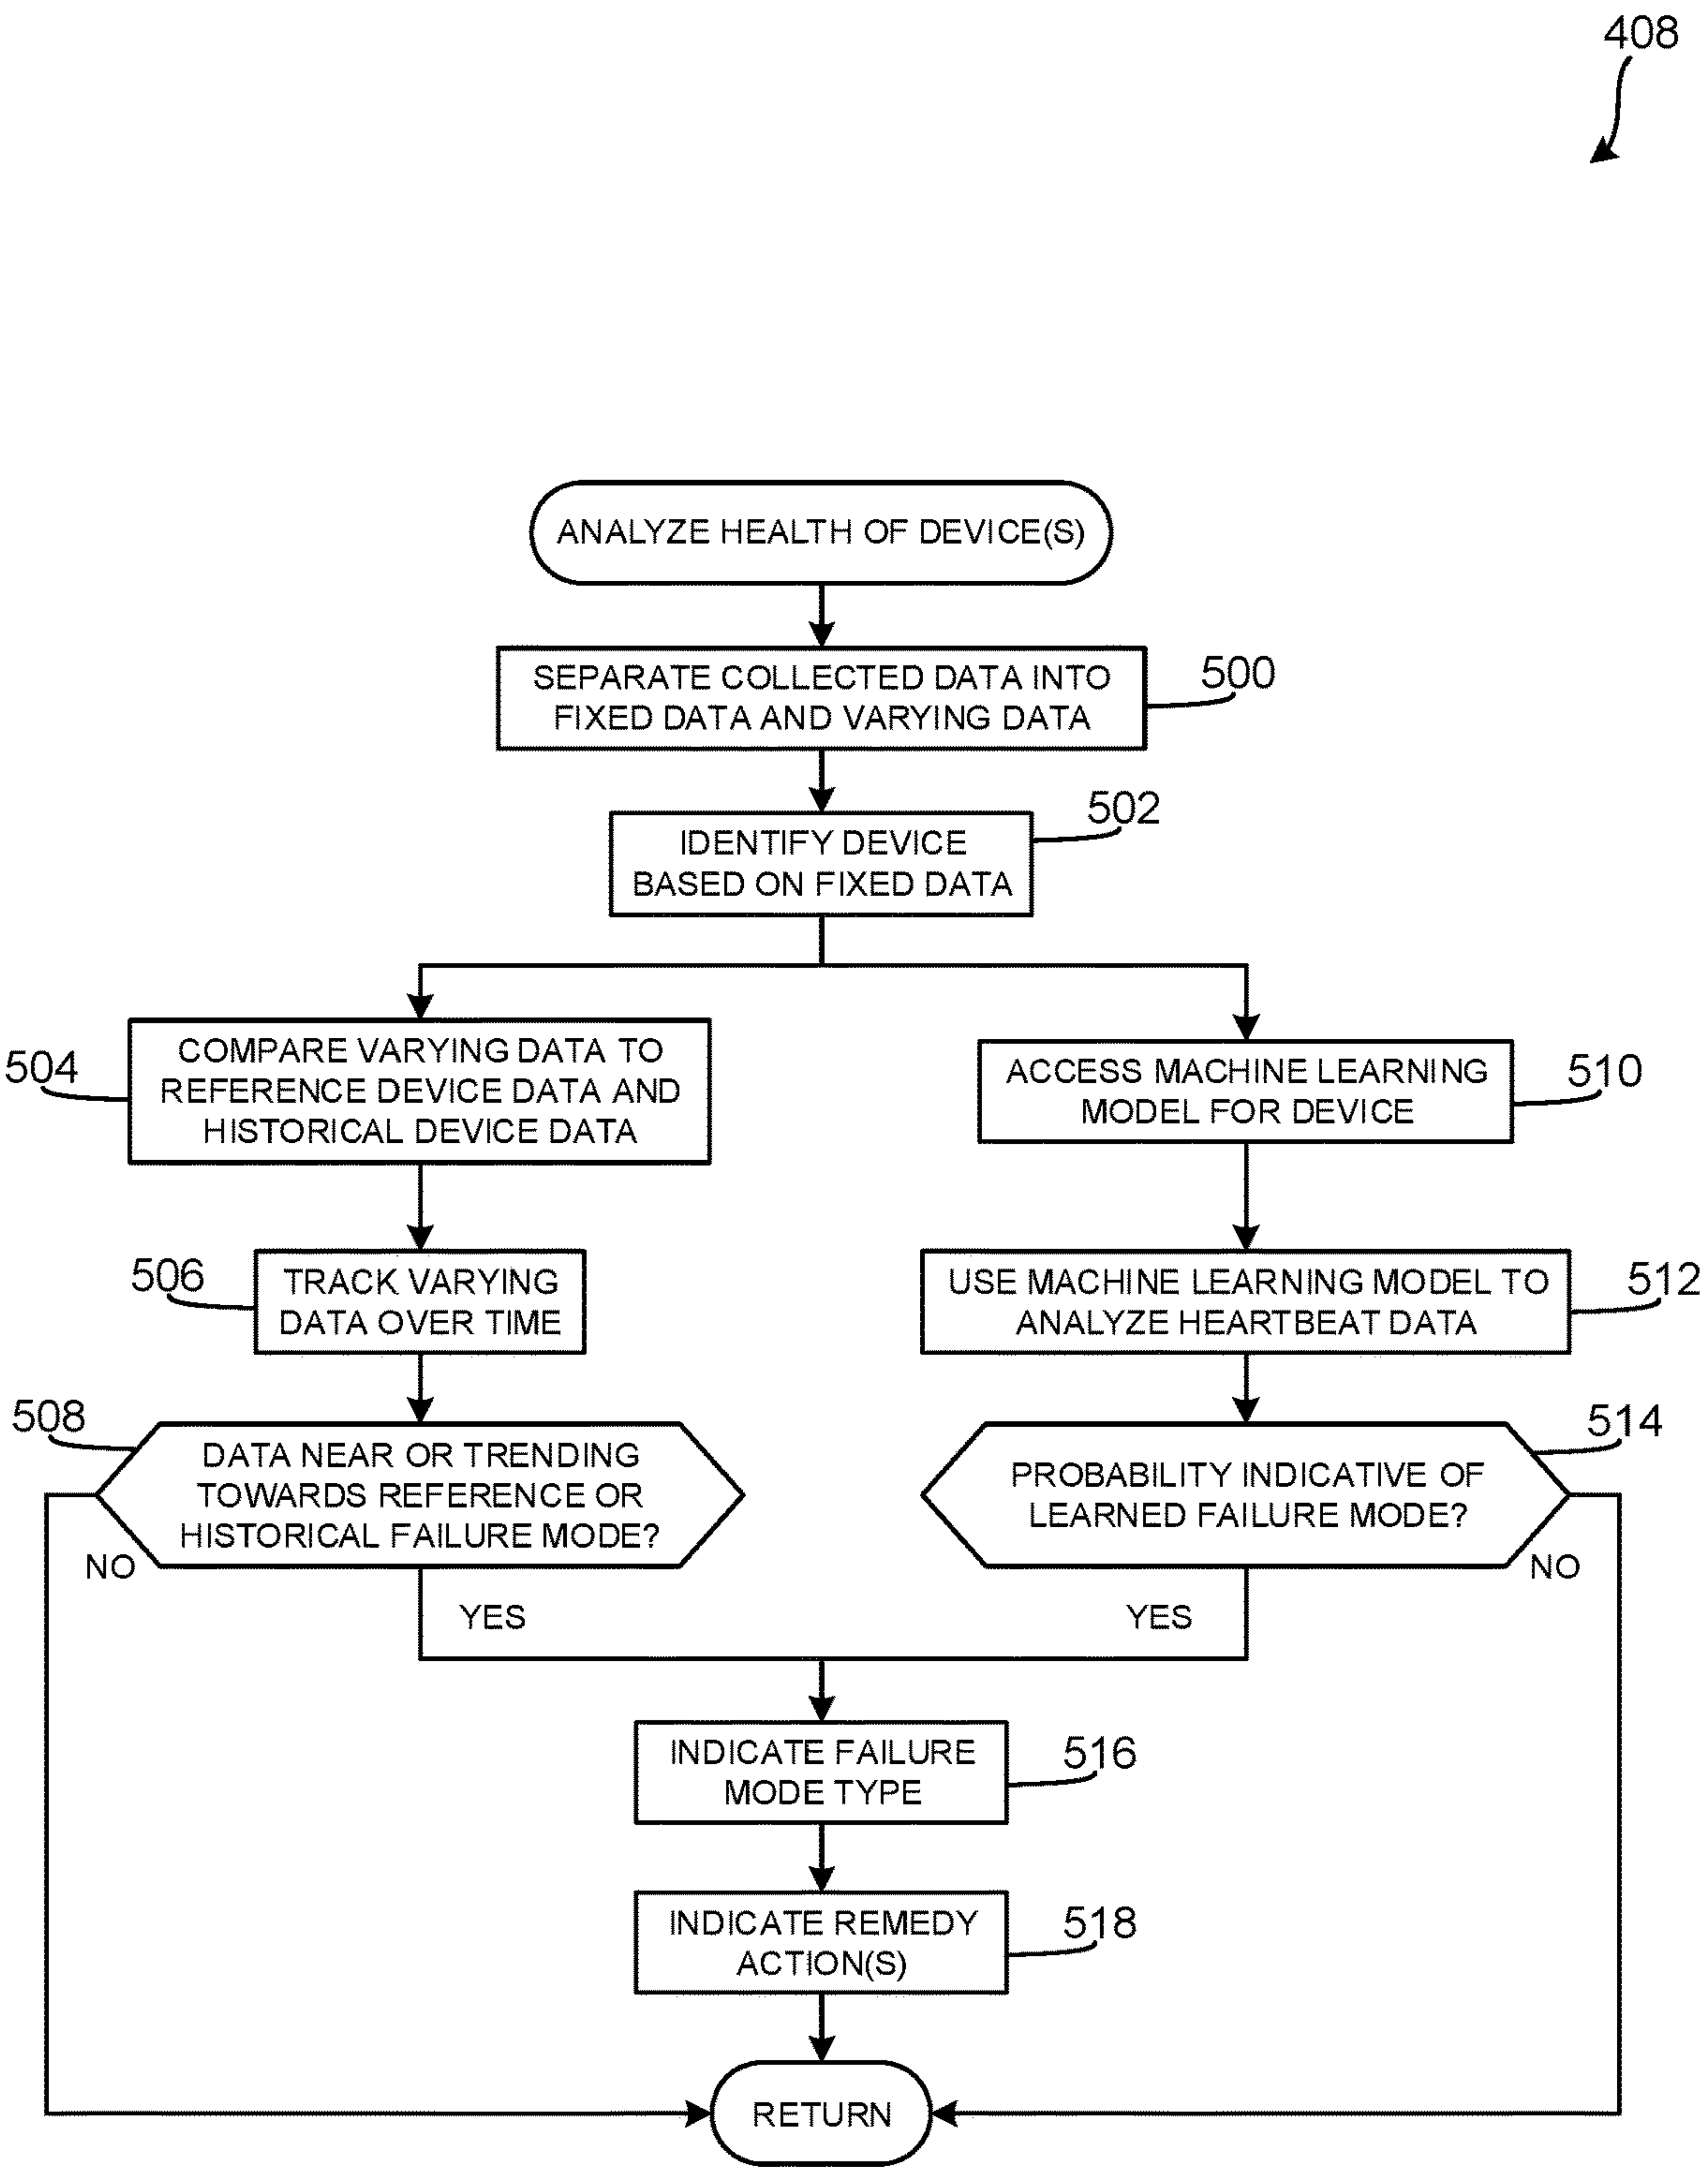 408
ANALYZE HEALTH OF DEVICE(S)
SEPARATE COLLECTED DATA INTO
FIXED DATA AND VARYING DATA
500
IDENTIFY DEVICE
BASED ON FIXED DATA
502
504
COMPARE VARYING DATA TO
REFERENCE DEVICE DATA AND
HISTORICAL DEVICE DATA
506
TRACK VARYING
DATA OVER TIME
508
DATA NEAR OR TRENDING
TOWARDS REFERENCE OR
HISTORICAL FAILURE MODE?
NO
YES
ACCESS MACHINE LEARNING
MODEL FOR DEVICE
510
USE MACHINE LEARNING MODEL TO
ANALYZE HEARTBEAT DATA
512
PROBABILITY INDICATIVE OF
LEARNED FAILURE MODE?
514
NO
YES
INDICATE FAILURE
MODE TYPE
516
INDICATE REMEDY
ACTION(S)
518
RETURN